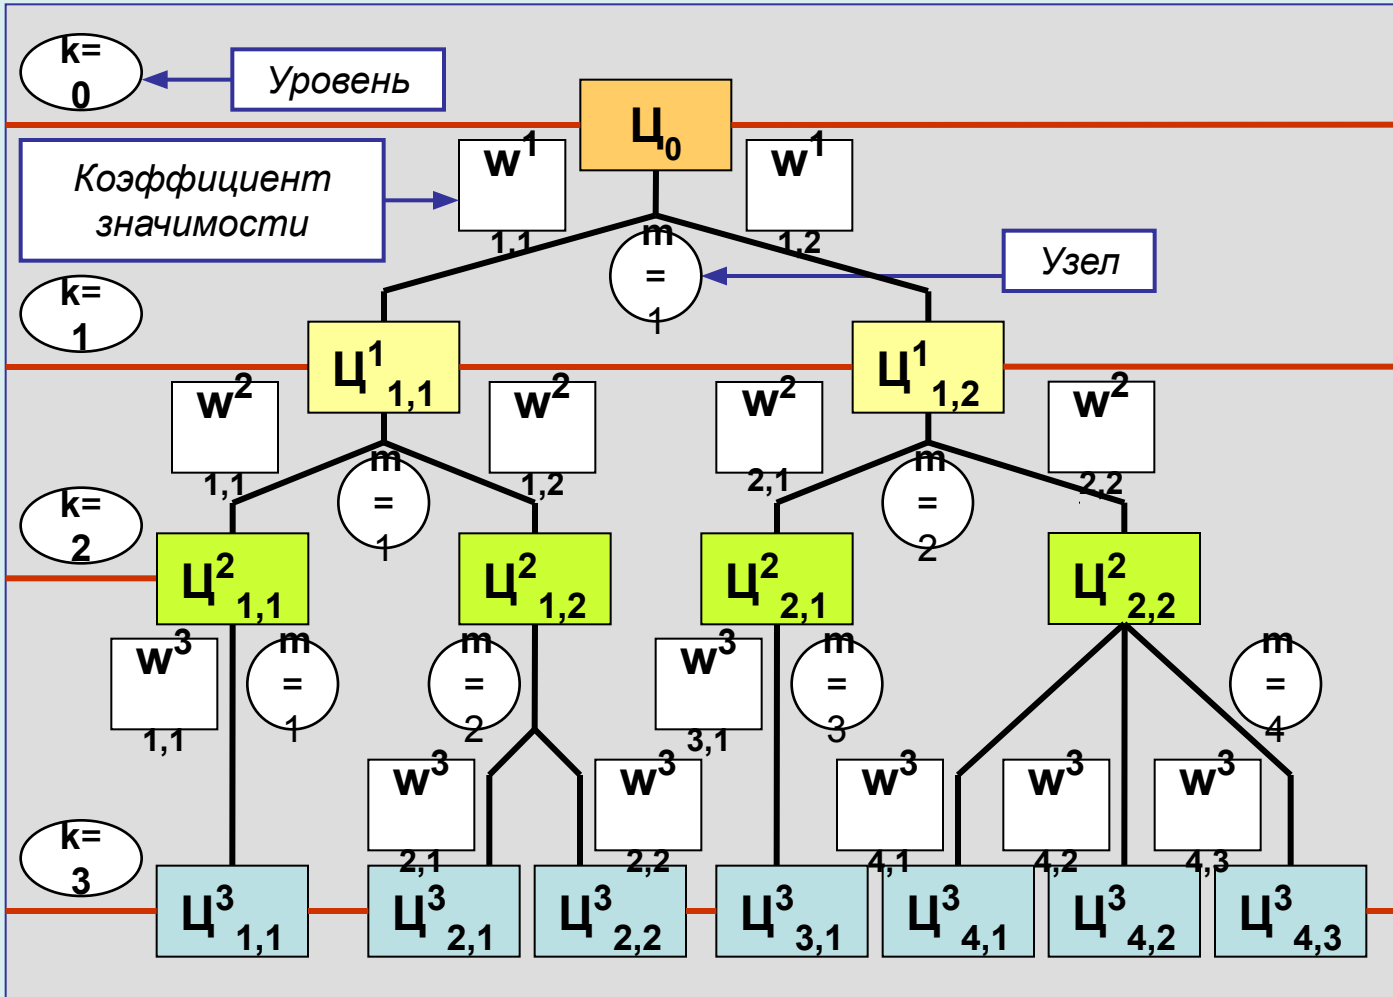 k=
0
Уровень
Ц0
Коэффициент
значимости
w1
1,1
w1
1,2
m
=
1
Узел
k=
1
Ц1 1,1
Ц1 1,2
w2
1,1
m
=
1
w2
1,2
w2
2,1
m
=
2
w2
2,2
k=
2
Ц2 1,1
Ц2 1,2
Ц2 2,1
Ц2 2,2
w3
1,1
m
=
1
m
=
2
w3
3,1
m
=
3
m
=
4
w3
2,1
w3
2,2
w3
4,1
w3
4,2
w3
4,3
k=
3
Ц3 1,1
Ц3 2,1
Ц3 2,2
Ц3 3,1
Ц3 4,1
Ц3 4,2
Ц3 4,3